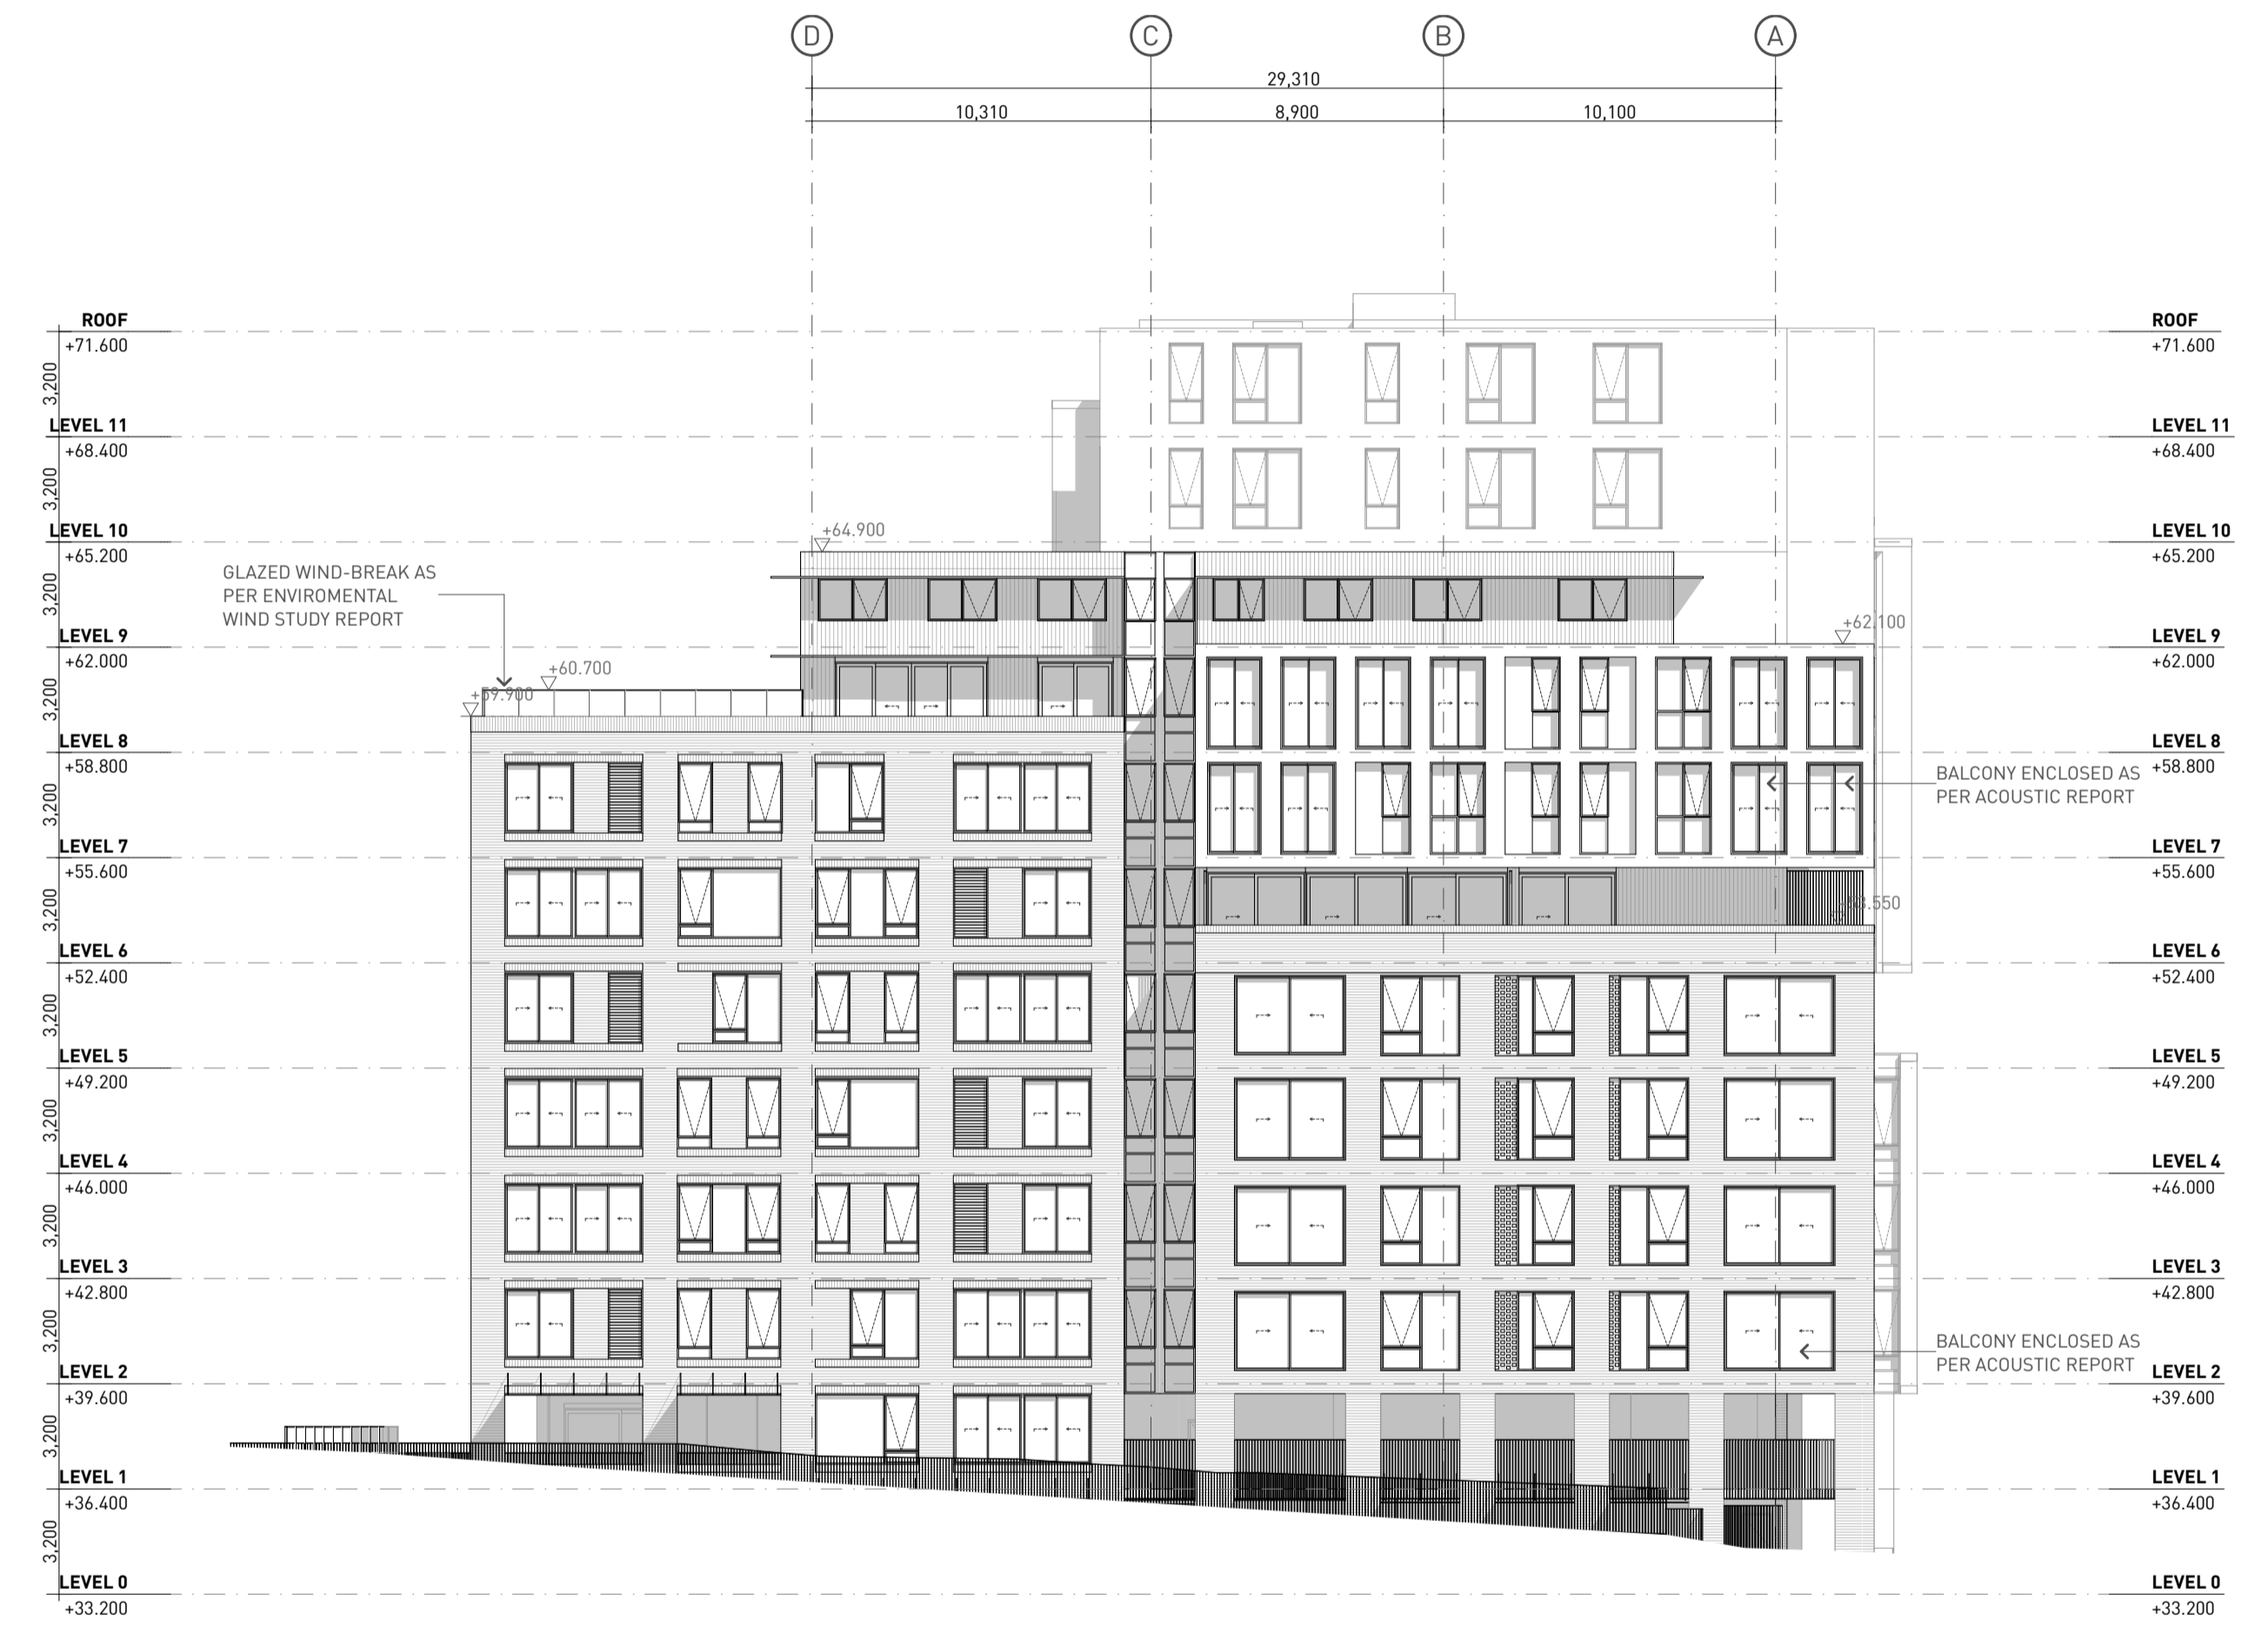 D C B A
29,310
10,310 8,900 10,100
ROOF
+71.600
3,200
LEVEL 11
+68.400
3,200
LEVEL 10
+65.200
3,200
LEVEL 9
+62.000
3,200
LEVEL 8
+58.800
3,200
LEVEL 7
+55.600
3,200
LEVEL 6
+52.400
3,200
LEVEL 5
+49.200
3,200
LEVEL 4
+46.000
3,200
LEVEL 3
+42.800
3,200
LEVEL 2
+39.600
3,200
LEVEL 1
+36.400
3,200
LEVEL 0
+33.200
GLAZED WIND-BREAK AS
PER ENVIROMENTAL
WIND STUDY REPORT
+64.900
+60.700
+59.900
+62.100
BALCONY ENCLOSED AS
PER ACOUSTIC REPORT
BALCONY ENCLOSED AS
PER ACOUSTIC REPORT
ROOF
+71.600
LEVEL 11
+68.400
LEVEL 10
+65.200
LEVEL 9
+62.000
LEVEL 8
+58.800
LEVEL 7
+55.600
LEVEL 6
+52.400
LEVEL 5
+49.200
LEVEL 4
+46.000
LEVEL 3
+42.800
LEVEL 2
+39.600
LEVEL 1
+36.400
LEVEL 0
+33.200